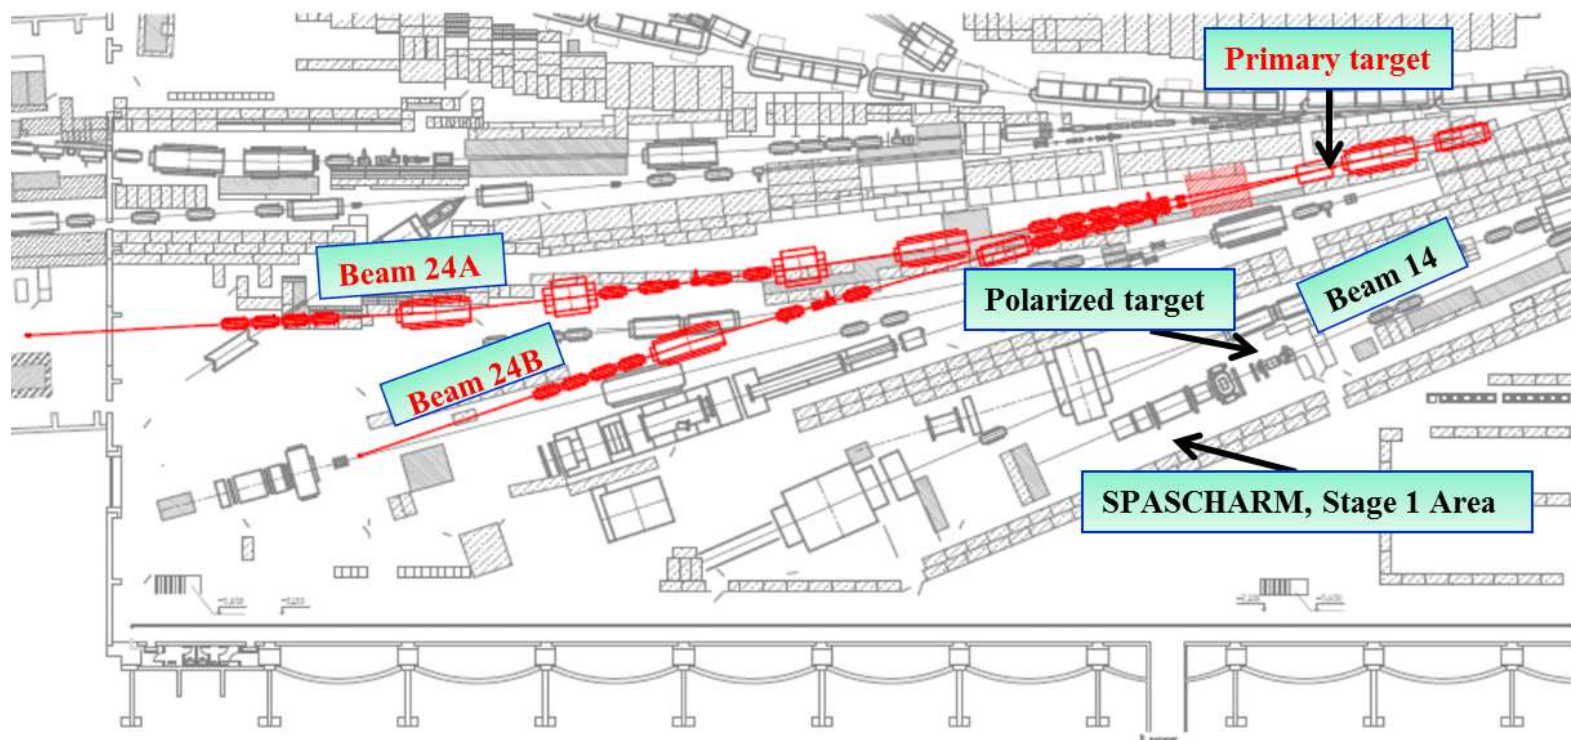 Primary target
Beam 24A
Beam 14
Polarized target
Beam 24B
SPASCHARM, Stage 1 Area